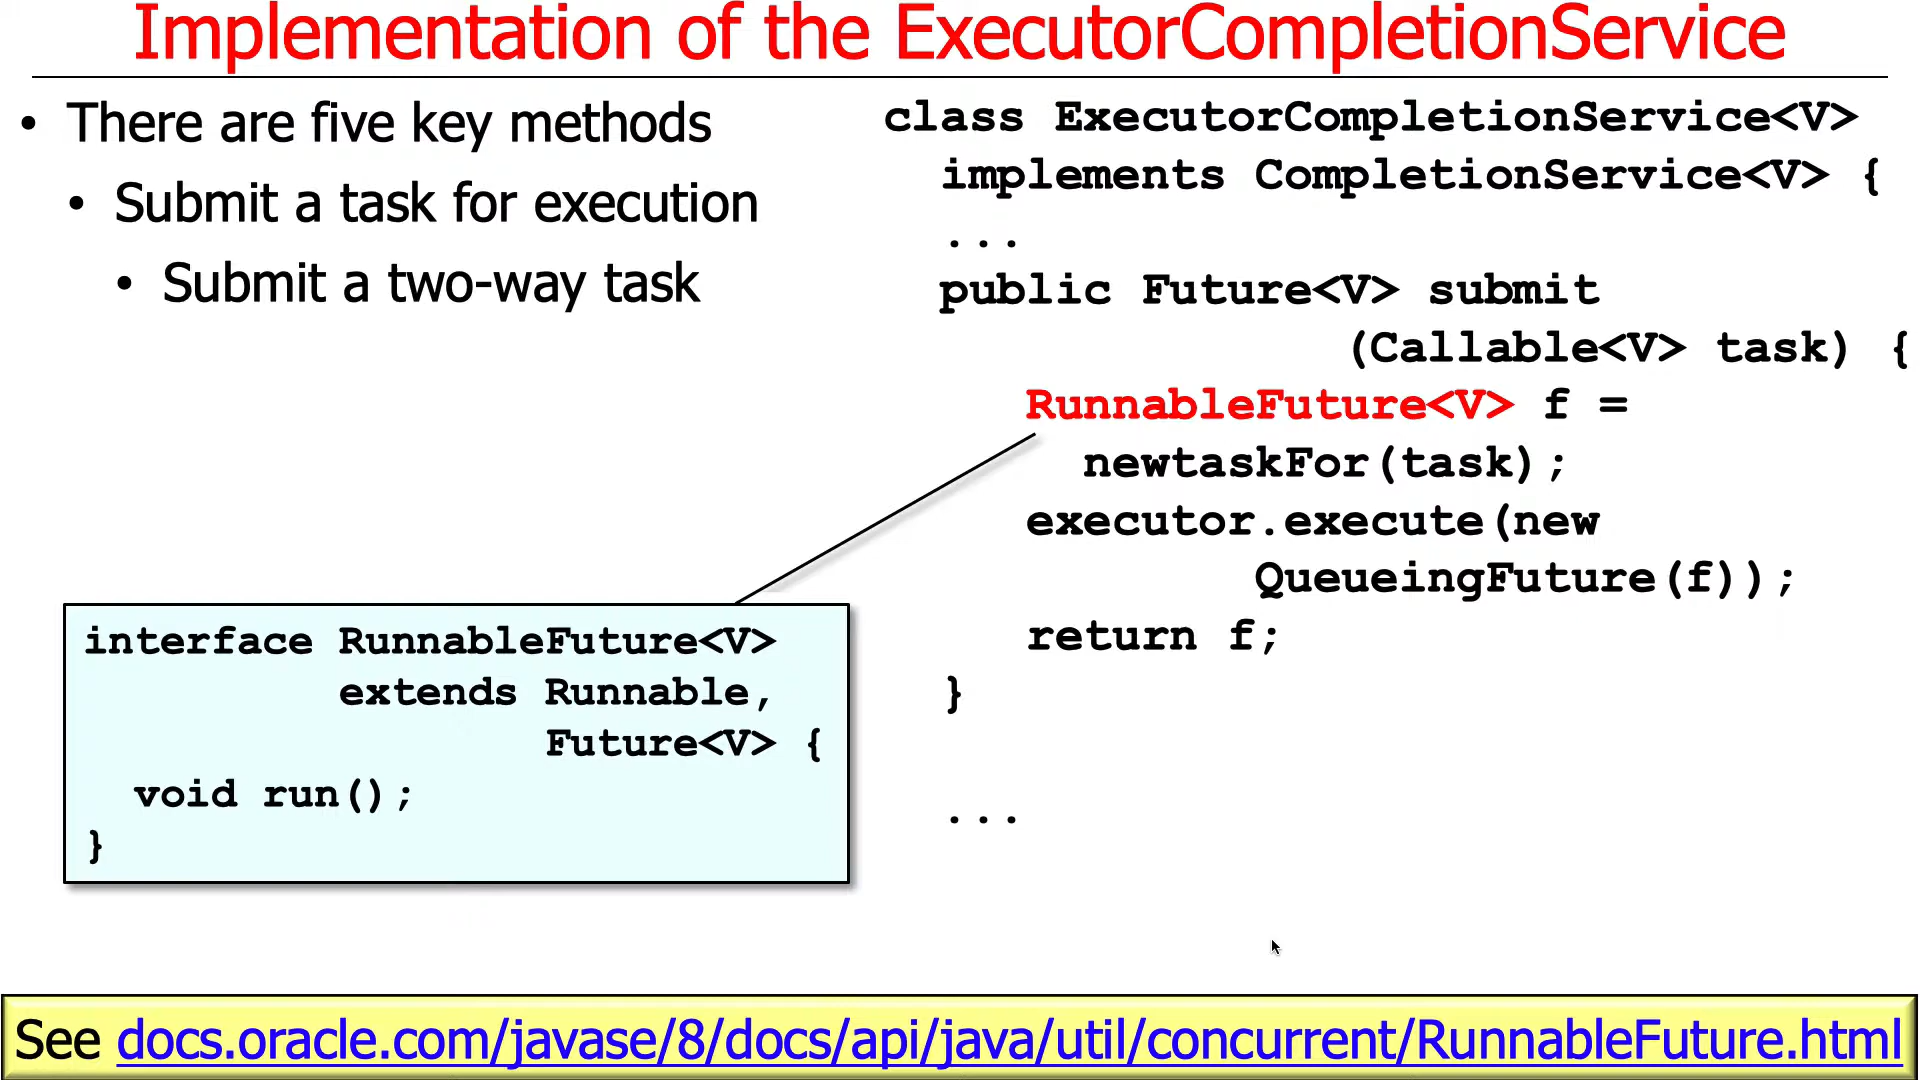 Implementation of the ExecutorCompletionService
• There are five key methods
• Submit a task for execution
• Submit a two-way task
class ExecutorCompletionService<V>
implements CompletionService<V> {
...
public Future<V> submit
(Callable<V> task) {
RunnableFuture<V> f =
newtaskFor(task);
executor.execute(new
QueueingFuture(f));
return f;
}
...
interface RunnableFuture<V>
extends Runnable,
Future<V> {
void run();
}
See docs.oracle.com/javase/8/docs/api/java/util/concurrent/RunnableFuture.html